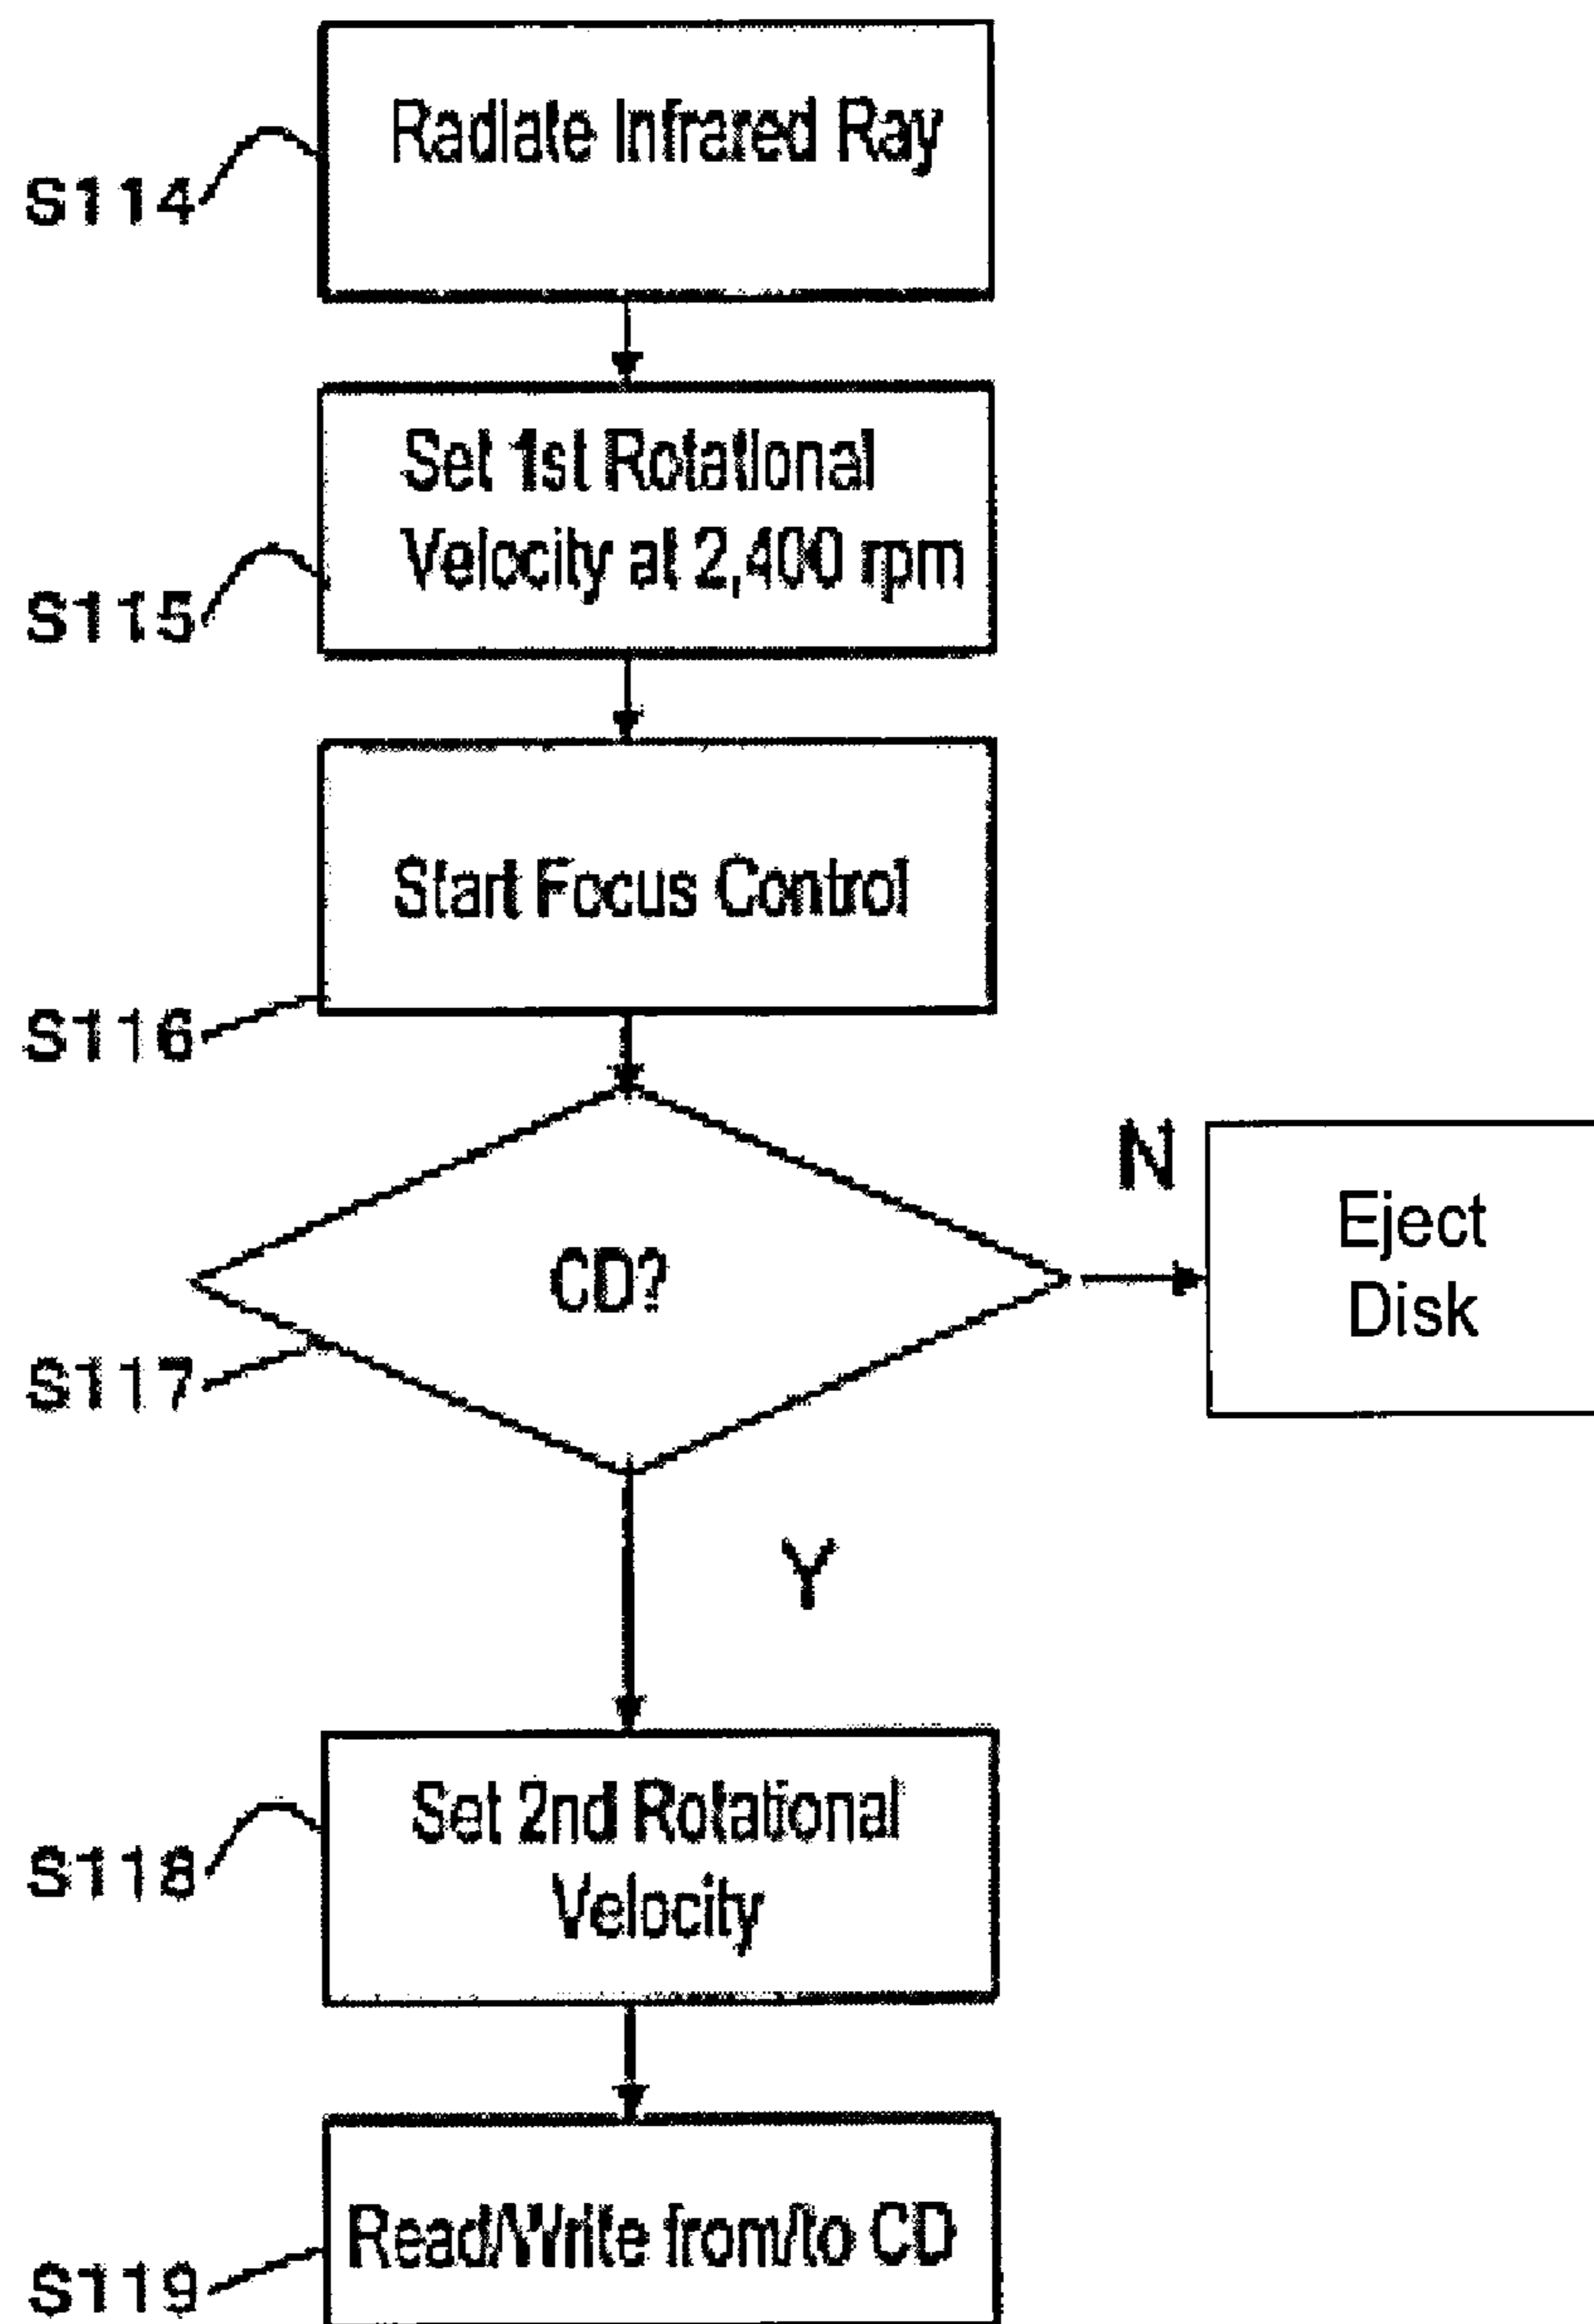 Radiate Infrared Ray
S114
Set 1st Rotational
Velocity at 2,400 rpm
S115
Start Focus Control
S116
CD?
N
Eject
Disk
S117
Y
Set 2nd Rotational
Velocity
S118
Read/Write from/to CD
S119